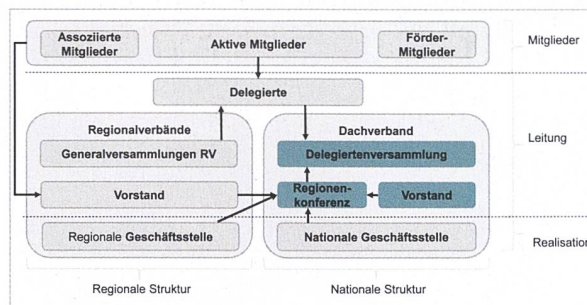 Assoziierte
Mitglieder
Aktive Mitglieder
Förder-
Mitglieder
Mitglieder
Delegierte
Regionalverbände
Dachverband
Leitung
Generalversammlungen RV
Delegiertenversammlung
Vorstand
Regionen-
konferenz
Vorstand
Regionale Geschäftsstelle
Nationale Geschäftsstelle
Realisation
Regionale Struktur
Nationale Struktur